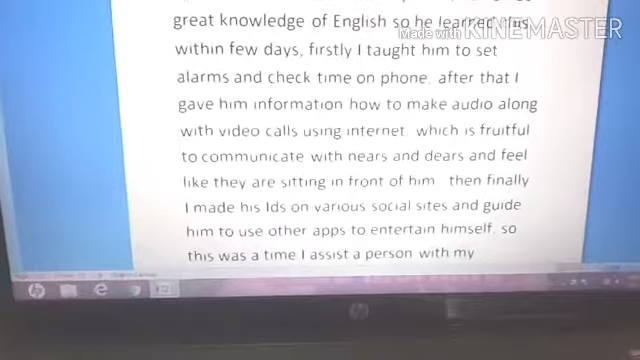 great knowledge of English so he learned this
Made with KINEMASTER
within few days, firstly I taught him to set
alarms and check time on phone. after that I
gave him information how to make audio along
with video calls using internet. which is fruitful
to communicate with nears and dears and feel
like they are sitting in front of him then finally
I made his Ids on various social sites and guide
him to use other apps to entertain himself. so
this was a time I assist a person with my
hp